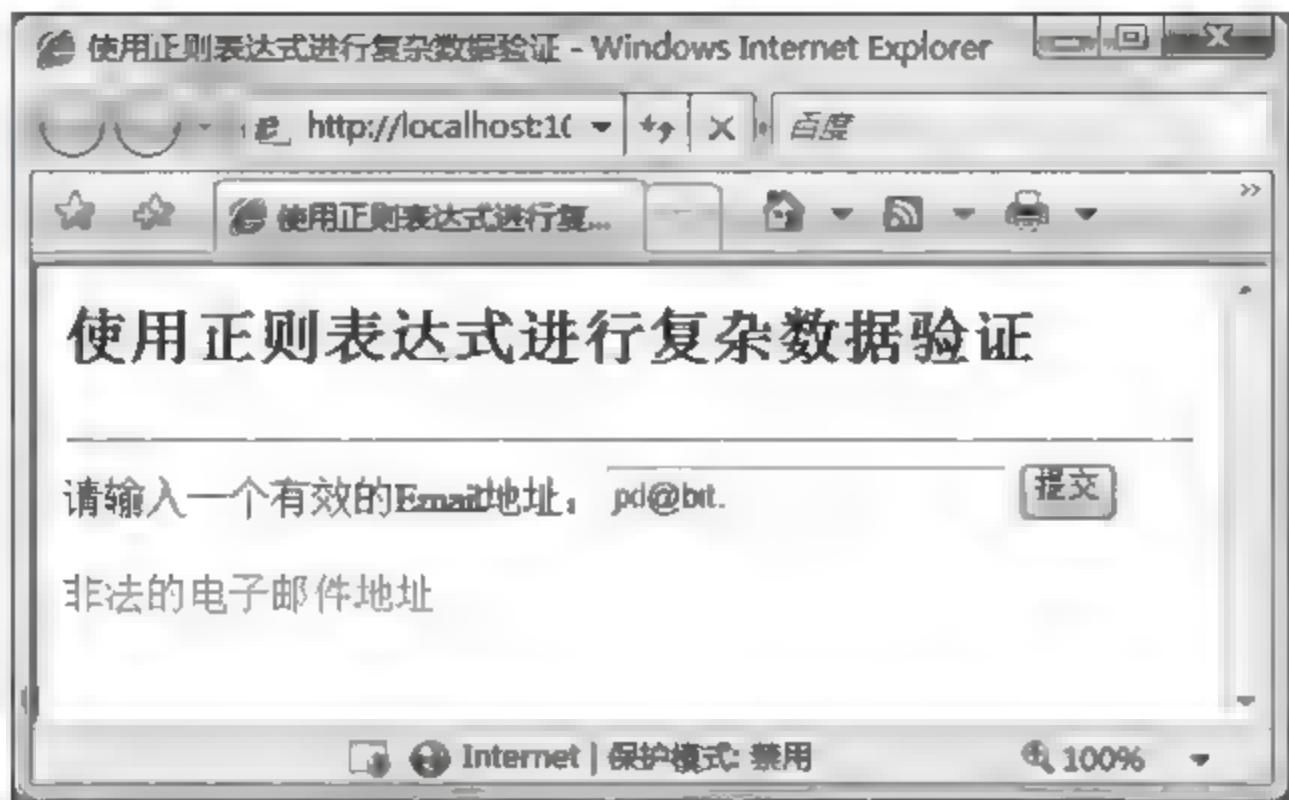 使用正则表达式进行复杂数据验证 - Windows Internet Explorer
http://localhost:1( 百度
使用正则表达式进行复...
使用正则表达式进行复杂数据验证
请输入一个有效的Email地址： pd@bit. 提交
非法的电子邮件地址
Internet | 保护模式: 禁用 100%